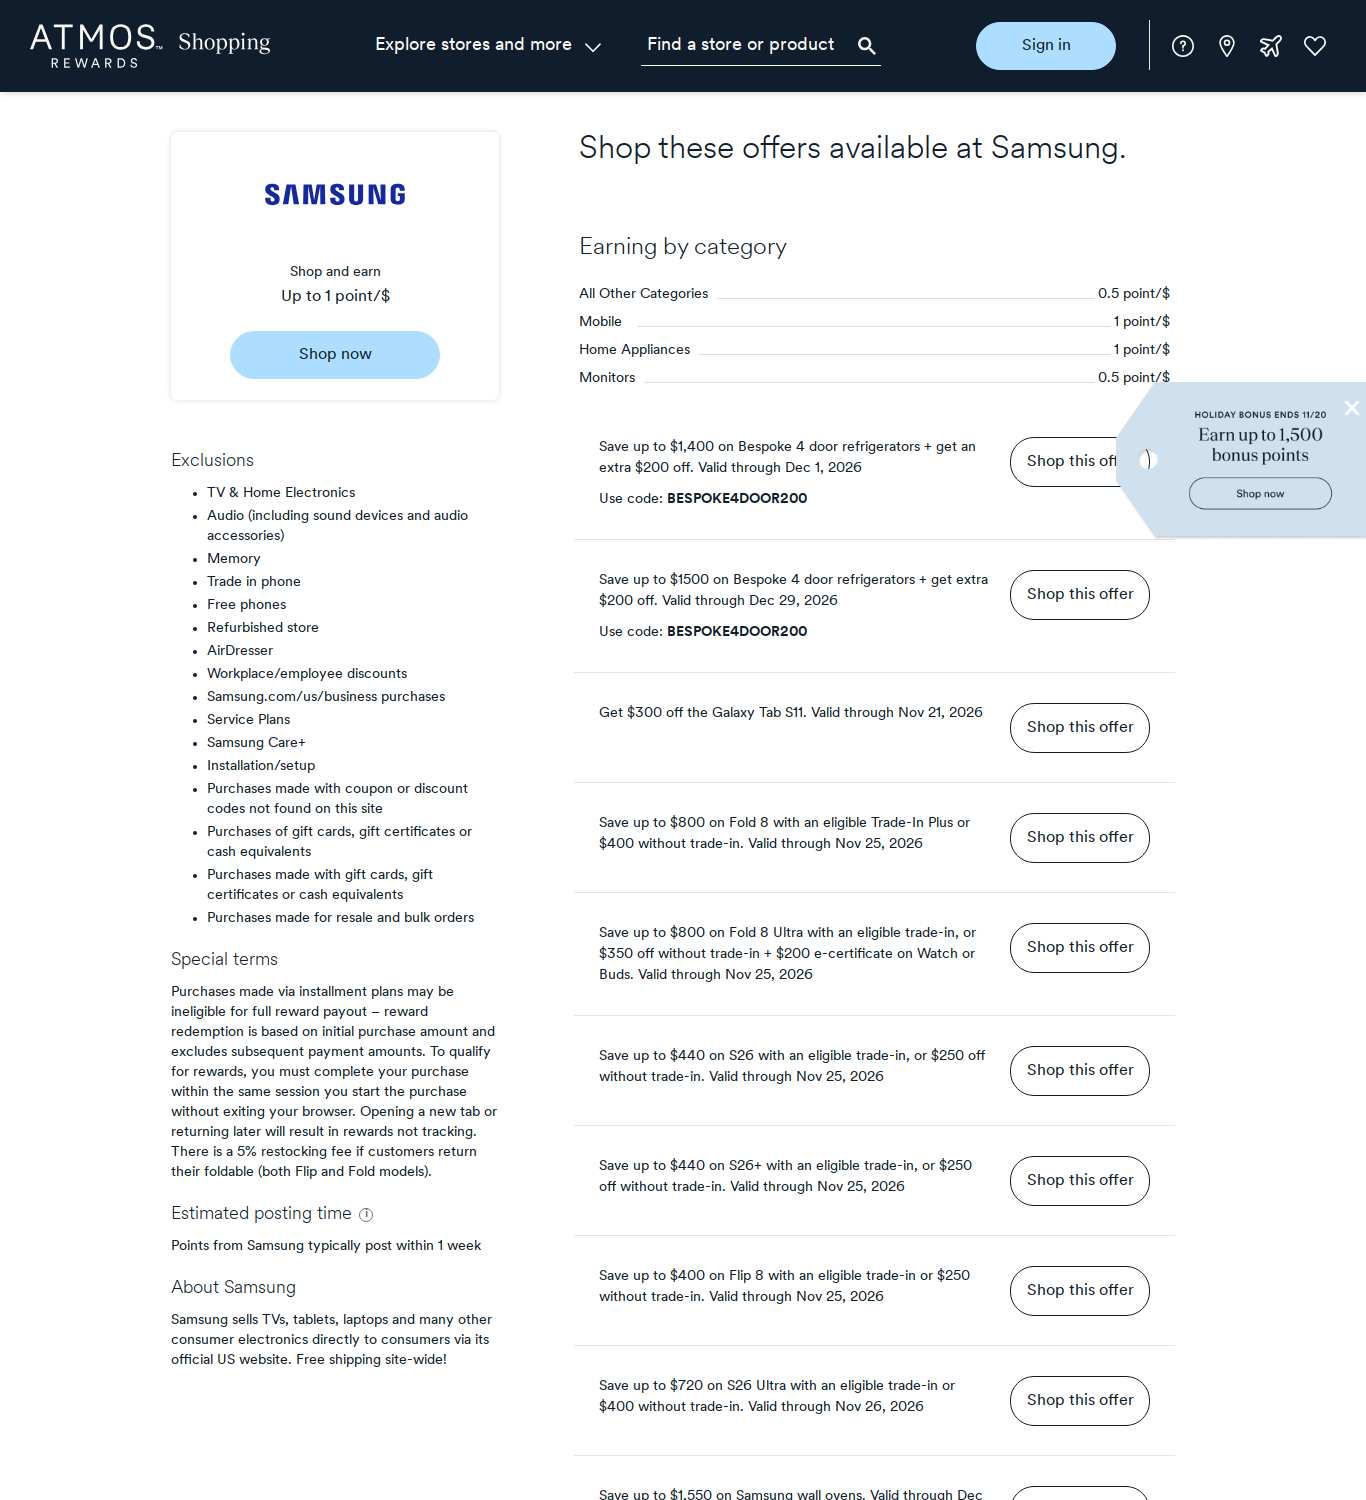 ATMOS™ Shopping
REWARDS
Explore stores and more
Find a store or product
Sign in
SAMSUNG
Shop and earn
Up to 1 point/$
Shop now
Exclusions
• TV & Home Electronics
• Audio (including sound devices and audio
accessories)
• Memory
• Trade in phone
• Free phones
• Refurbished store
• AirDresser
• Workplace/employee discounts
• Samsung.com/us/business purchases
• Service Plans
• Samsung Care+
• Installation/setup
• Purchases made with coupon or discount
codes not found on this site
• Purchases of gift cards, gift certificates or
cash equivalents
• Purchases made with gift cards, gift
certificates or cash equivalents
• Purchases made for resale and bulk orders
Special terms
Purchases made via installment plans may be
ineligible for full reward payout – reward
redemption is based on initial purchase amount and
excludes subsequent payment amounts. To qualify
for rewards, you must complete your purchase
within the same session you start the purchase
without exiting your browser. Opening a new tab or
returning later will result in rewards not tracking.
There is a 5% restocking fee if customers return
their foldable (both Flip and Fold models).
Estimated posting time
Points from Samsung typically post within 1 week
About Samsung
Samsung sells TVs, tablets, laptops and many other
consumer electronics directly to consumers via its
official US website. Free shipping site-wide!
Shop these offers available at Samsung.
Earning by category
All Other Categories 0.5 point/$
Mobile 1 point/$
Home Appliances 1 point/$
Monitors 0.5 point/$
HOLIDAY BONUS ENDS 11/20
Earn up to 1,500
bonus points
Shop now
Save up to $1,400 on Bespoke 4 door refrigerators + get an
extra $200 off. Valid through Dec 1, 2026
Use code: BESPOKE4DOOR200
Shop this off
Save up to $1500 on Bespoke 4 door refrigerators + get extra
$200 off. Valid through Dec 29, 2026
Use code: BESPOKE4DOOR200
Shop this offer
Get $300 off the Galaxy Tab S11. Valid through Nov 21, 2026
Shop this offer
Save up to $800 on Fold 8 with an eligible Trade-In Plus or
$400 without trade-in. Valid through Nov 25, 2026
Shop this offer
Save up to $800 on Fold 8 Ultra with an eligible trade-in, or
$350 off without trade-in + $200 e-certificate on Watch or
Buds. Valid through Nov 25, 2026
Shop this offer
Save up to $440 on S26 with an eligible trade-in, or $250 off
without trade-in. Valid through Nov 25, 2026
Shop this offer
Save up to $440 on S26+ with an eligible trade-in, or $250
off without trade-in. Valid through Nov 25, 2026
Shop this offer
Save up to $400 on Flip 8 with an eligible trade-in or $250
without trade-in. Valid through Nov 25, 2026
Shop this offer
Save up to $720 on S26 Ultra with an eligible trade-in or
$400 without trade-in. Valid through Nov 26, 2026
Shop this offer
Save up to $1,550 on Samsung wall ovens. Valid through Dec